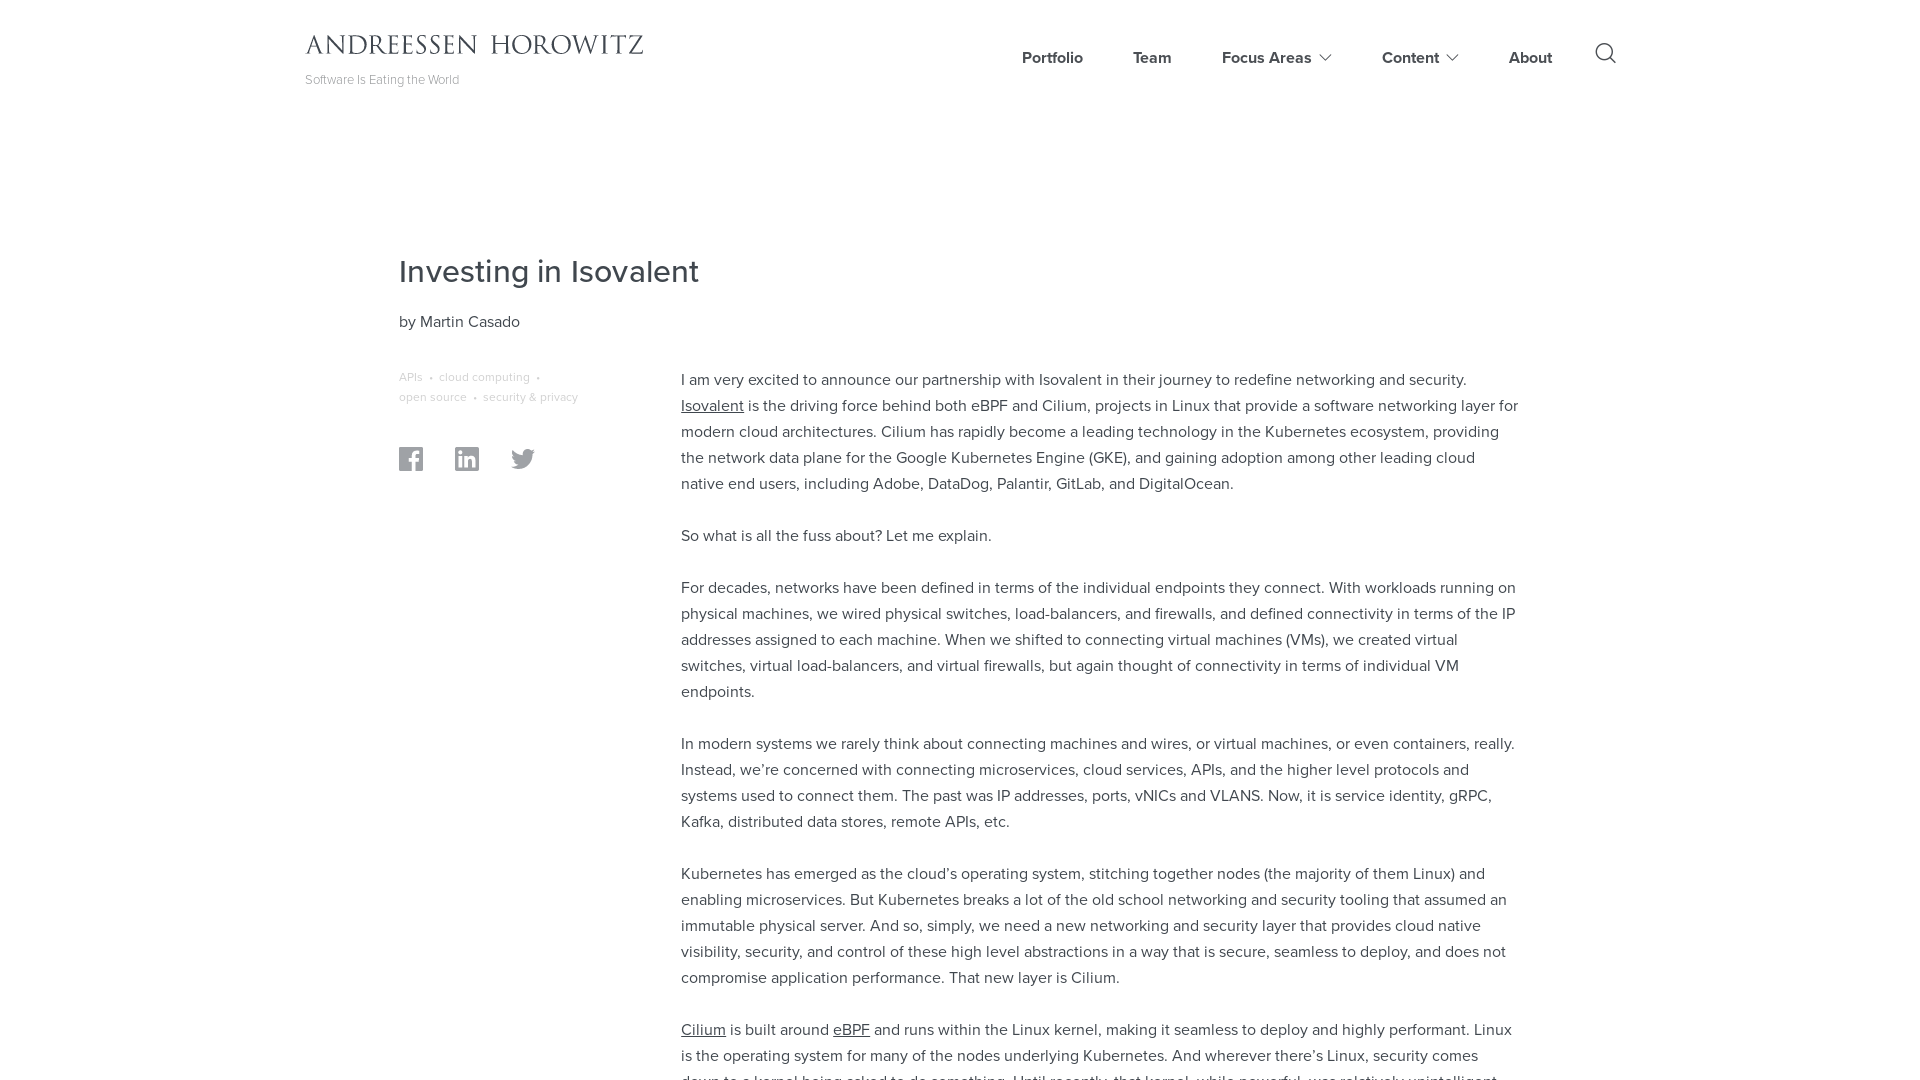 ANDREESSEN HOROWITZ
Software Is Eating the World
Portfolio
Team
Focus Areas
Content
About
Investing in Isovalent
by Martin Casado
APIs • cloud computing •
open source • security & privacy
I am very excited to announce our partnership with Isovalent in their journey to redefine networking and security.
Isovalent is the driving force behind both eBPF and Cilium, projects in Linux that provide a software networking layer for
modern cloud architectures. Cilium has rapidly become a leading technology in the Kubernetes ecosystem, providing
the network data plane for the Google Kubernetes Engine (GKE), and gaining adoption among other leading cloud
native end users, including Adobe, DataDog, Palantir, GitLab, and DigitalOcean.
So what is all the fuss about? Let me explain.
For decades, networks have been defined in terms of the individual endpoints they connect. With workloads running on
physical machines, we wired physical switches, load-balancers, and firewalls, and defined connectivity in terms of the IP
addresses assigned to each machine. When we shifted to connecting virtual machines (VMs), we created virtual
switches, virtual load-balancers, and virtual firewalls, but again thought of connectivity in terms of individual VM
endpoints.
In modern systems we rarely think about connecting machines and wires, or virtual machines, or even containers, really.
Instead, we’re concerned with connecting microservices, cloud services, APIs, and the higher level protocols and
systems used to connect them. The past was IP addresses, ports, vNICs and VLANS. Now, it is service identity, gRPC,
Kafka, distributed data stores, remote APIs, etc.
Kubernetes has emerged as the cloud’s operating system, stitching together nodes (the majority of them Linux) and
enabling microservices. But Kubernetes breaks a lot of the old school networking and security tooling that assumed an
immutable physical server. And so, simply, we need a new networking and security layer that provides cloud native
visibility, security, and control of these high level abstractions in a way that is secure, seamless to deploy, and does not
compromise application performance. That new layer is Cilium.
Cilium is built around eBPF and runs within the Linux kernel, making it seamless to deploy and highly performant. Linux
is the operating system for many of the nodes underlying Kubernetes. And wherever there’s Linux, security comes
down to a kernel being asked to do something. Until recently, that kernel, while powerful, was relatively unintelligent